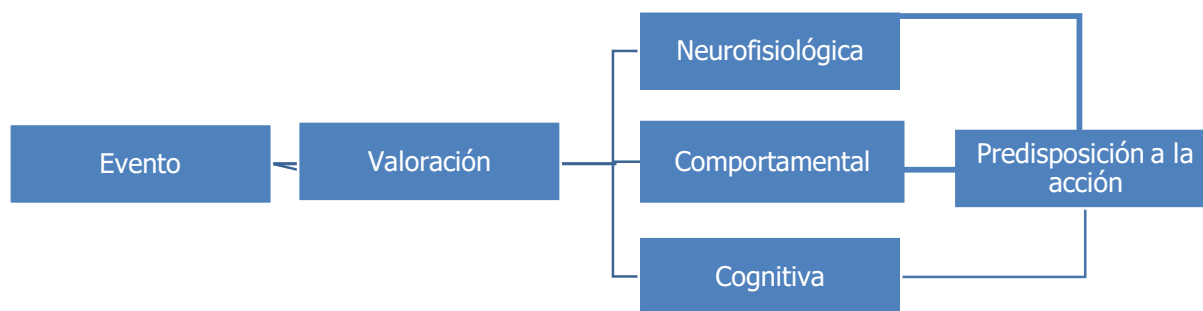 Evento
Valoración
Neurofisiológica
Comportamental
Cognitiva
Predisposición a la
acción